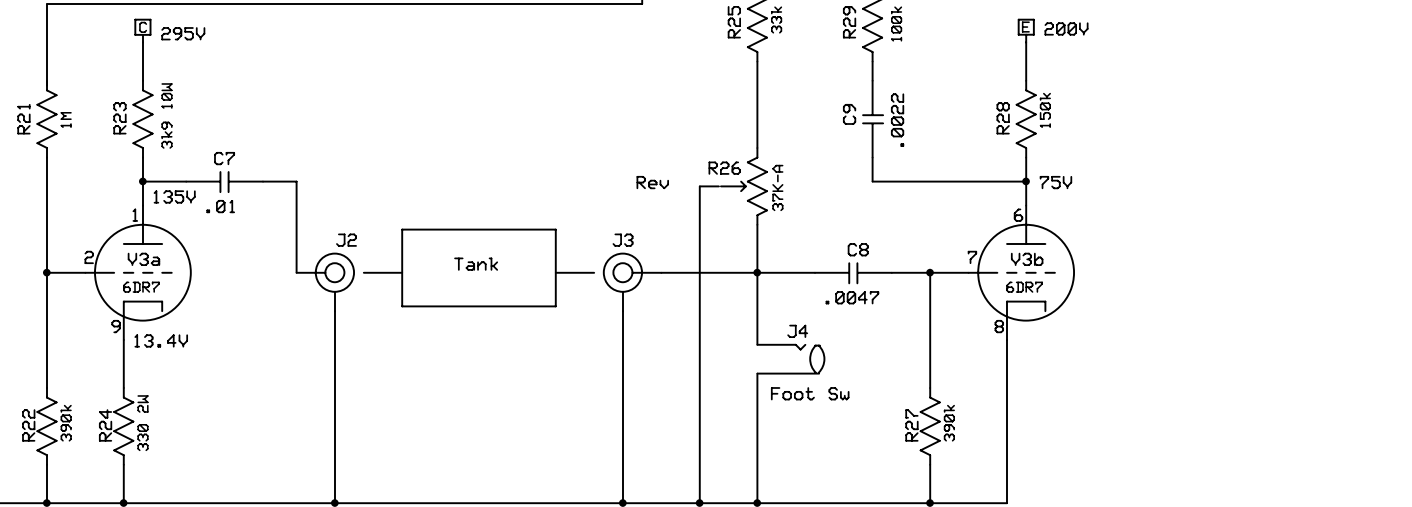 R25
33k
R29
100k
C
295V
E
200V
R21
1M
R23
3k9 10W
C9
.0022
R28
150k
C7
.01
135V
Rev
R26
37K-A
75V
1
2
V3a
6DR7
9
13.4V
J2
Tank
J3
C8
.0047
6
7
V3b
6DR7
8
J4
Foot Sw
R22
390k
R24
330 2W
R27
390k